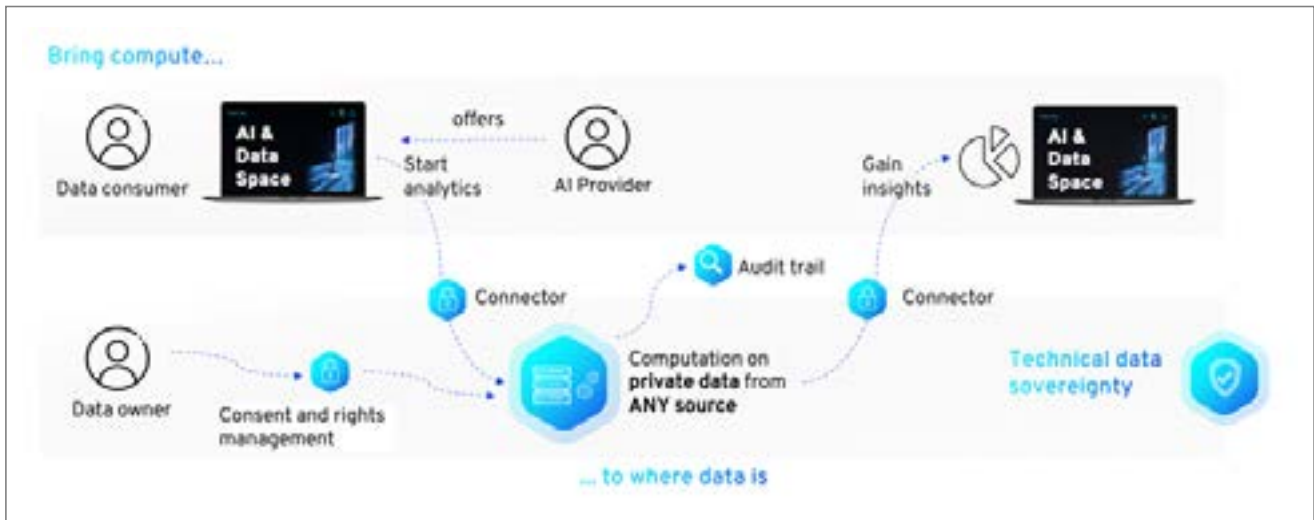 Bring compute...
offers
AI &
Data
Space
Start
analytics
Data consumer
AI Provider
Gain
insights
AI &
Data
Space
Audit trail
Connector
Connector
Computation on
private data from
ANY source
Technical data
sovereignty
Data owner
Consent and rights
management
... to where data is